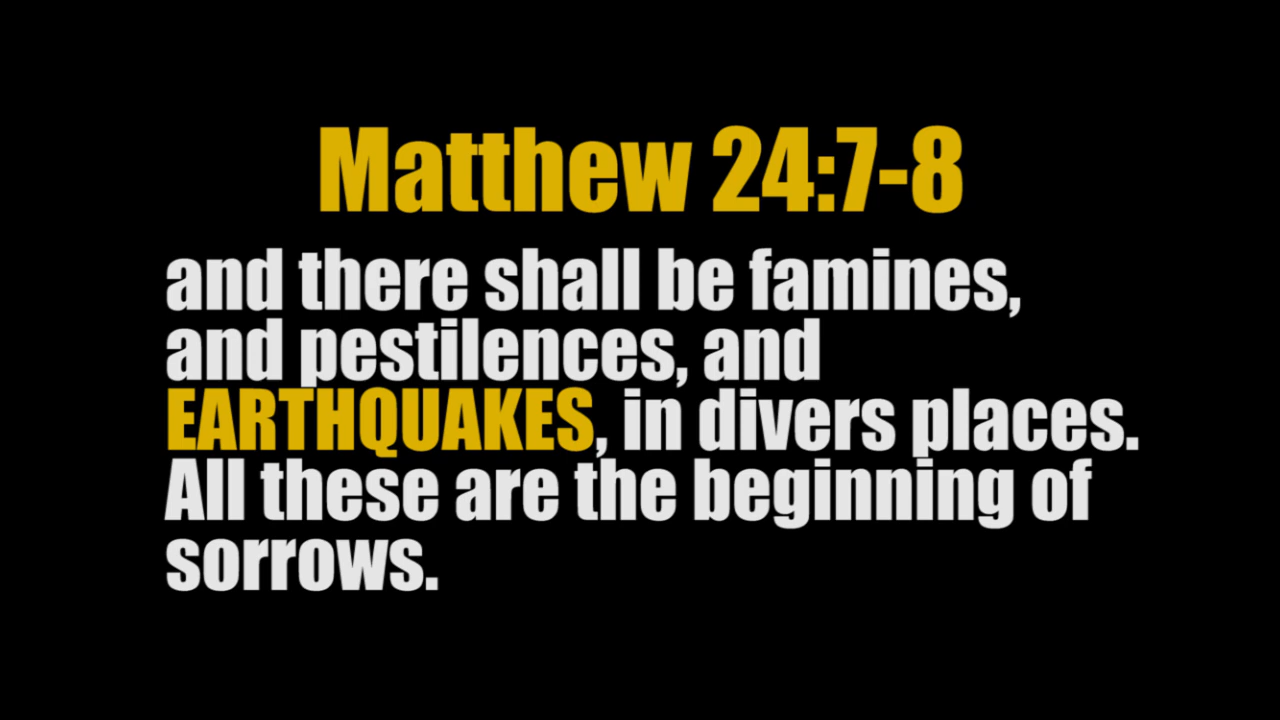 Matthew 24:7-8
and there shall be famines,
and pestilences, and
EARTHQUAKES, in divers places.
All these are the beginning of
sorrows.